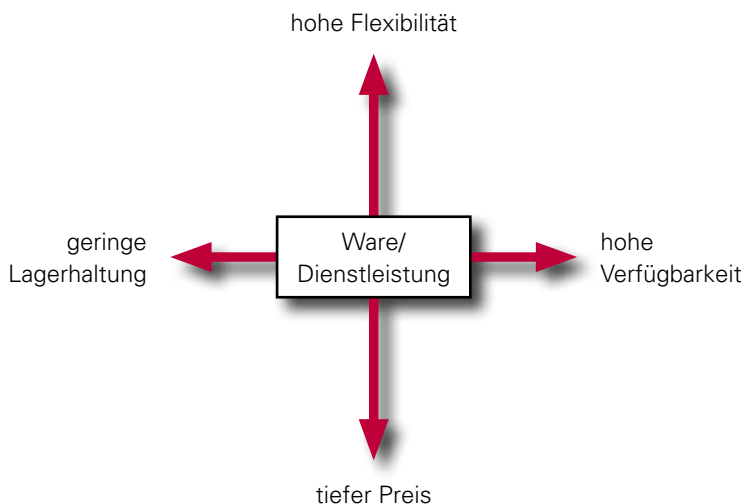 hohe Flexibilität
geringe
Lagerhaltung
Ware/
Dienstleistung
hohe
Verfügbarkeit
tiefer Preis